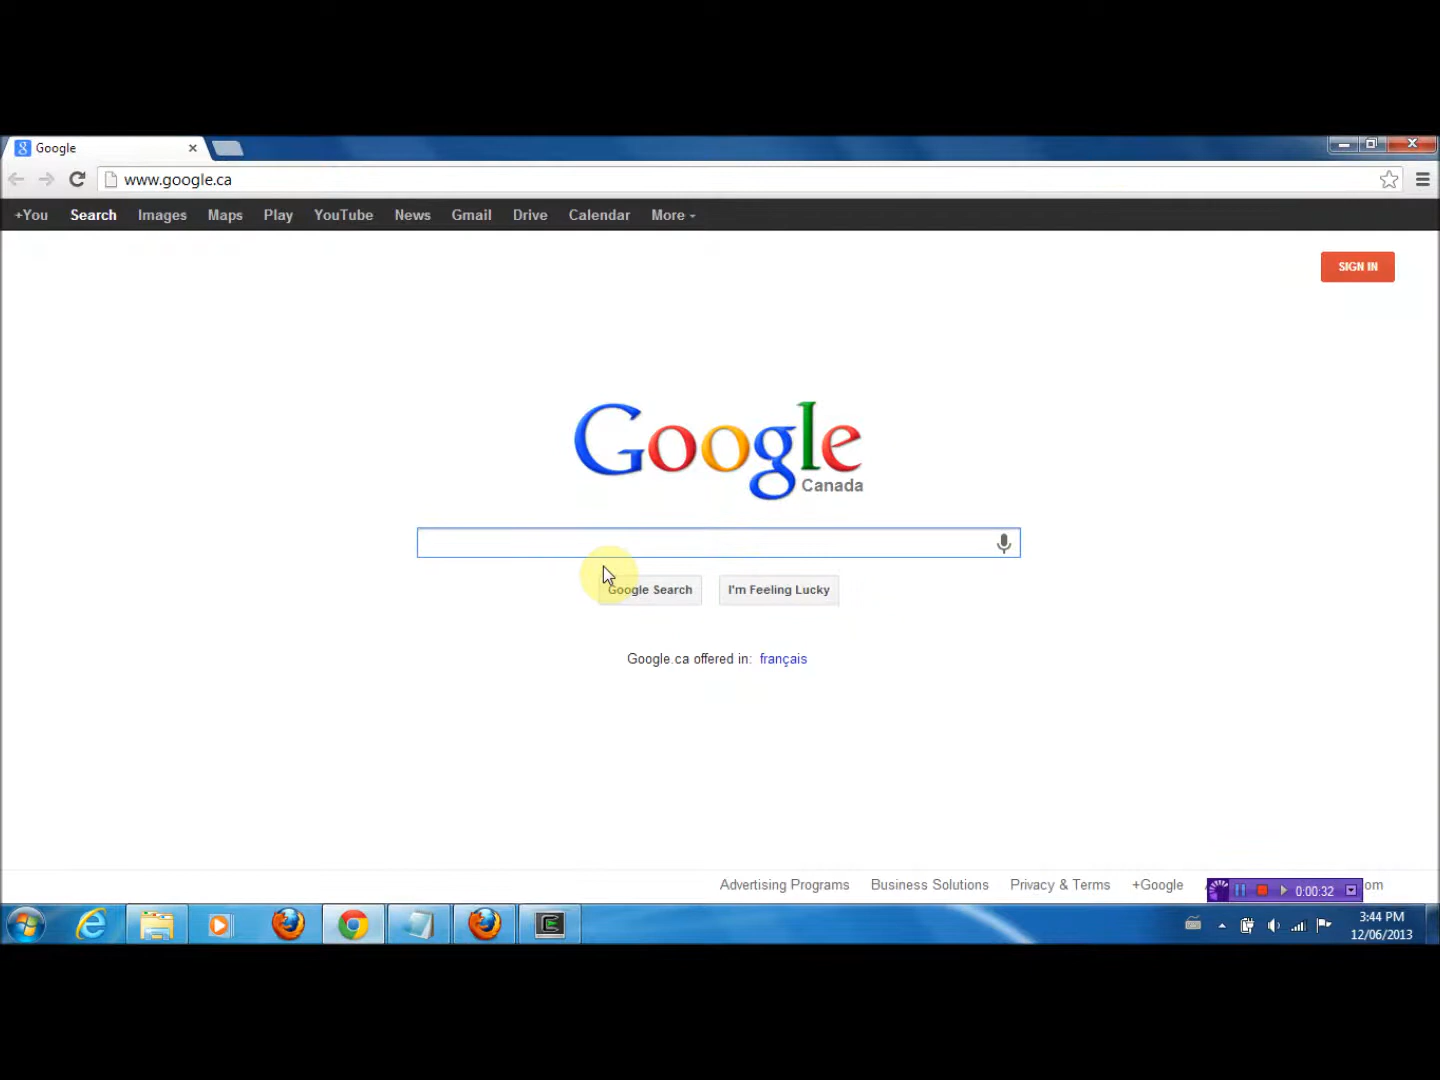 Google
www.google.ca
+You Search Images Maps Play YouTube News Gmail Drive Calendar More
SIGN IN
Google
Canada
Google Search I'm Feeling Lucky
Google.ca offered in: français
Advertising Programs Business Solutions Privacy & Terms +Google
0:00:32
3:44 PM
12/06/2013